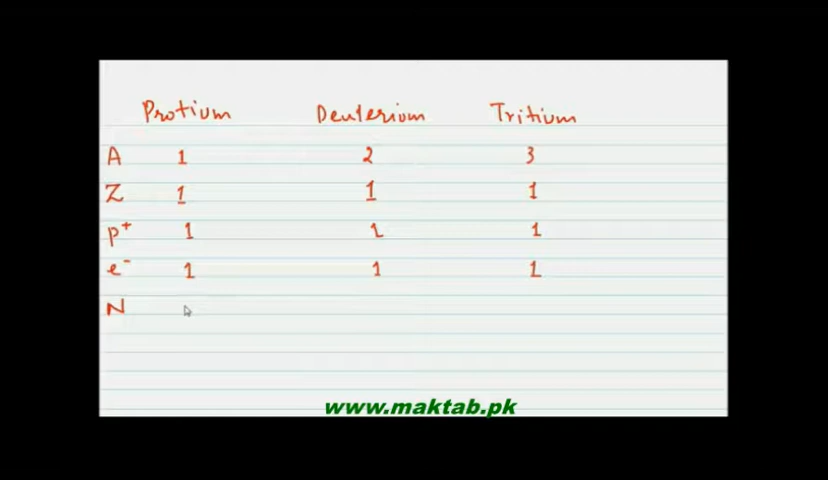 Protium Deuterium Tritium
A 1 2 3
Z 1 1 1
p+ 1 1 1
e- 1 1 1
N
www.maktab.pk